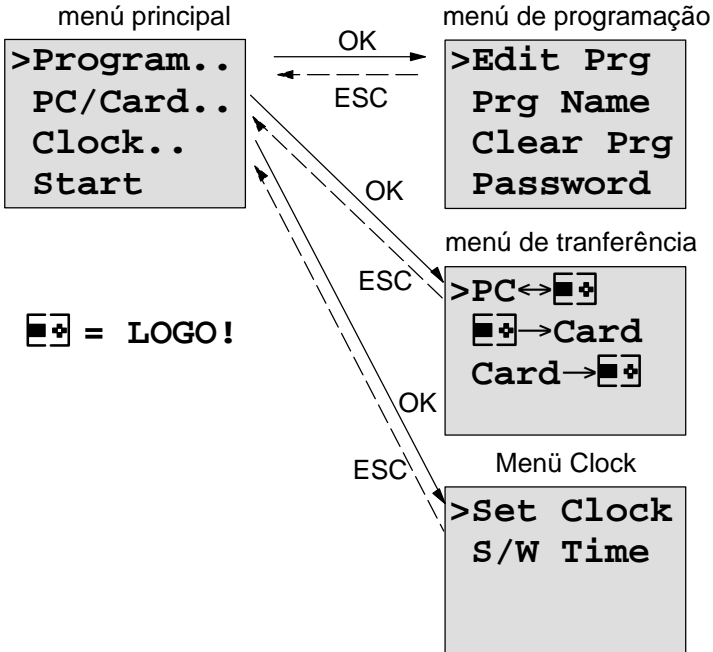 menú principal
>Program..
PC/Card..
Clock..
Start
OK
ESC
menú de programação
>Edit Prg
Prg Name
Clear Prg
Password
OK
ESC
menú de tranferência
>PC↔
→Card
Card→
= LOGO!
OK
ESC
Menü Clock
>Set Clock
S/W Time